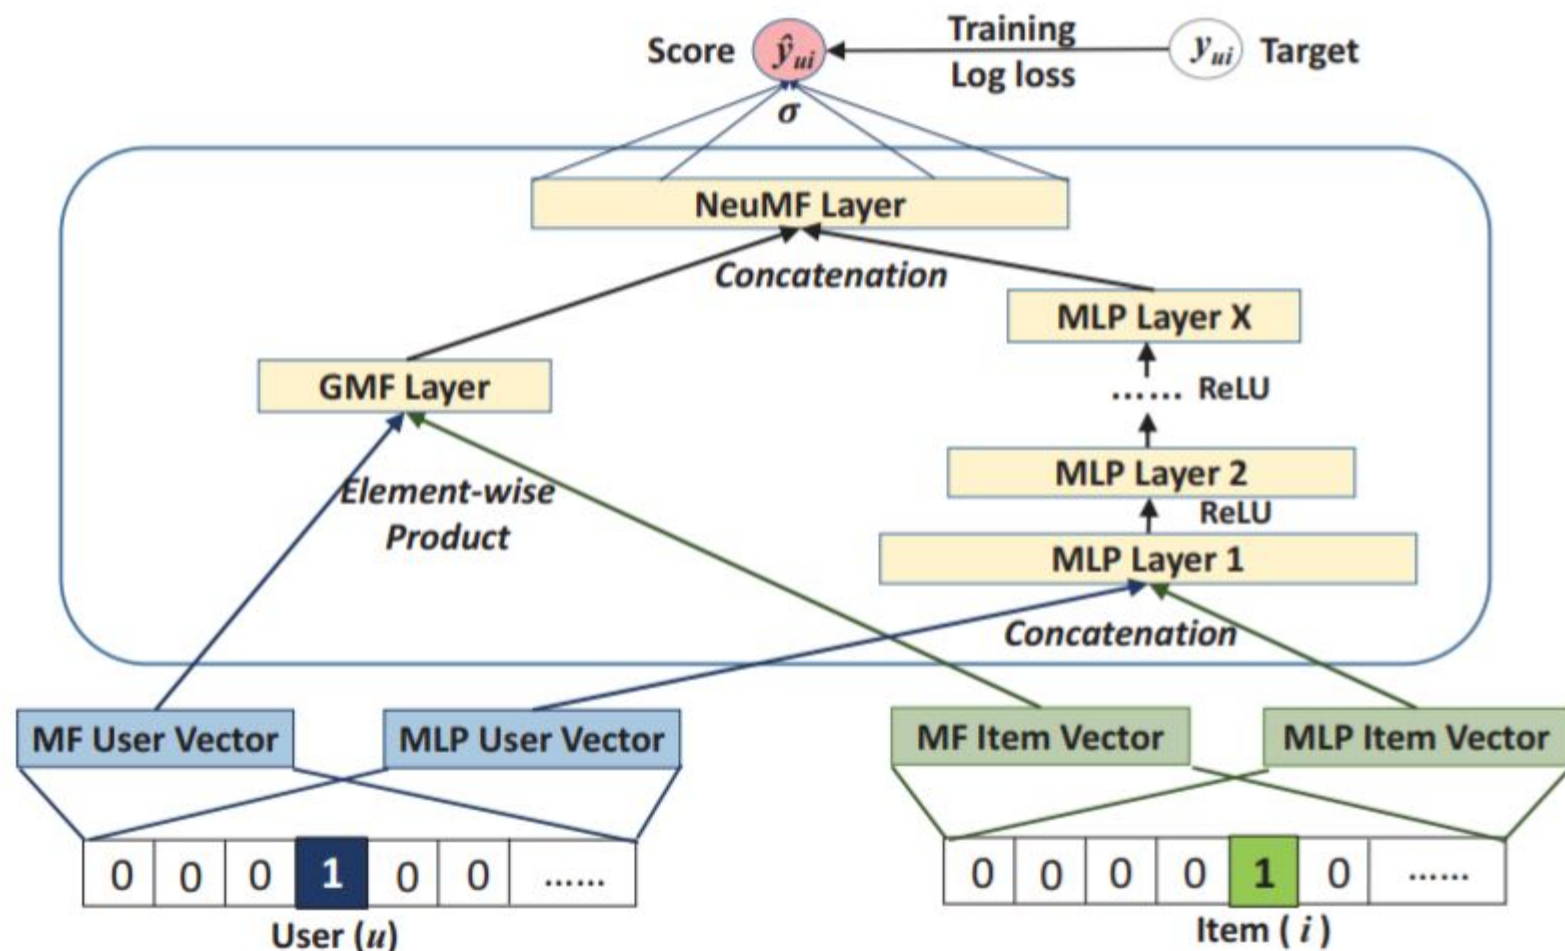 Score ŷui Training yui Target
Log loss
σ
NeuMF Layer
Concatenation
MLP Layer X
GMF Layer
...... ReLU
Element-wise
Product
MLP Layer 2
ReLU
MLP Layer 1
Concatenation
MF User Vector MLP User Vector MF Item Vector MLP Item Vector
0 0 0 1 0 0 ...... 0 0 0 0 1 0 ......
User (u) Item ( i )